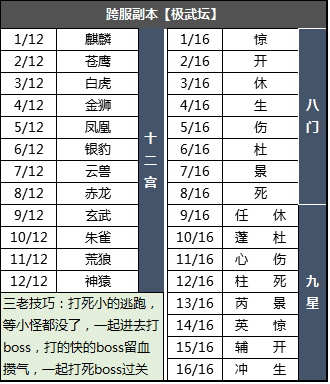 跨服副本【极武坛】
1/12 麒麟 1/16 惊
2/12 苍鹰 2/16 开
3/12 白虎 3/16 休
4/12 金狮 4/16 生
5/12 凤凰 5/16 伤
6/12 银豹 6/16 杜
7/12 云兽 7/16 景
8/12 赤龙 8/16 死
十二宫
八门
9/12 玄武 9/16 任 休
10/12 朱雀 10/16 蓬 杜
11/12 荒狼 11/16 心 伤
12/12 神猿 12/16 柱 死
九星
三老技巧：打死小的逃跑，
等小怪都没了，一起进去打
boss，打的快的boss留血
攒气，一起打死boss过关
13/16 芮 景
14/16 英 惊
15/16 辅 开
16/16 冲 生